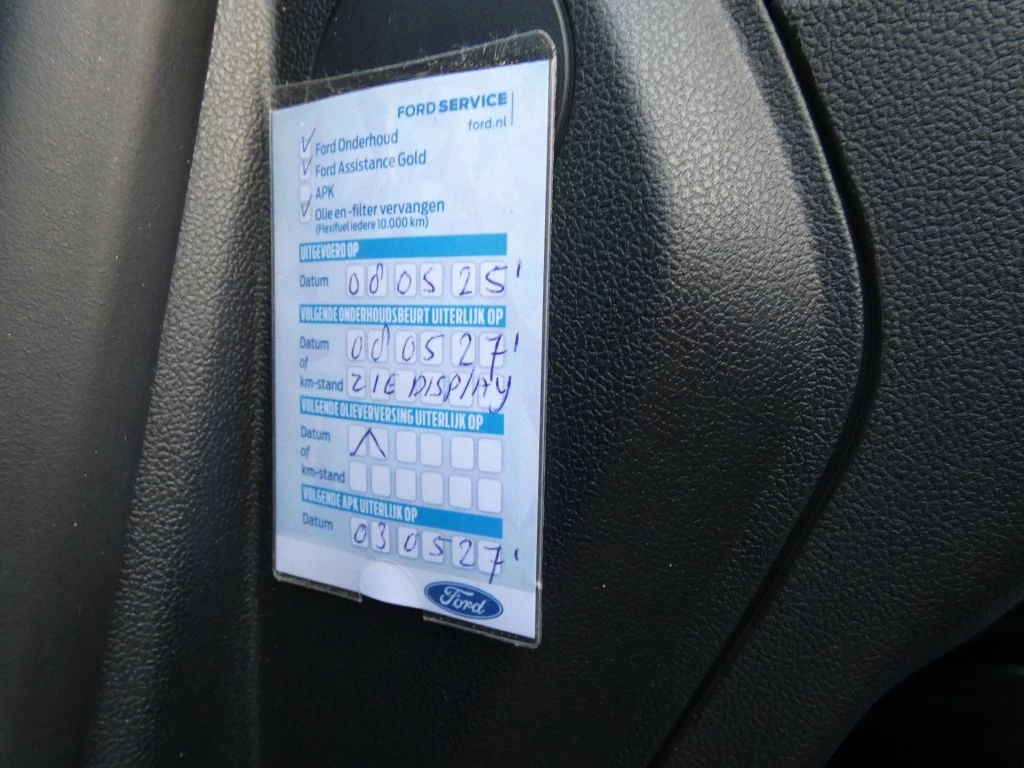 FORD SERVICE
ford.nl
Ford Onderhoud
Ford Assistance Gold
APK
Olie en -filter vervangen
(Flexifuel iedere 10.000 km)
UITGEVOERD OP
Datum 08 05 25'
VOLGENDE ONDERHOUDSBEURT UITERLIJK OP
Datum 08 05 27'
of
km-stand ZIE DISPLAY
VOLGENDE OLIEVERVERSING UITERLIJK OP
Datum
of
km-stand
VOLGENDE APK UITERLIJK OP
Datum 03 05 27'
Ford